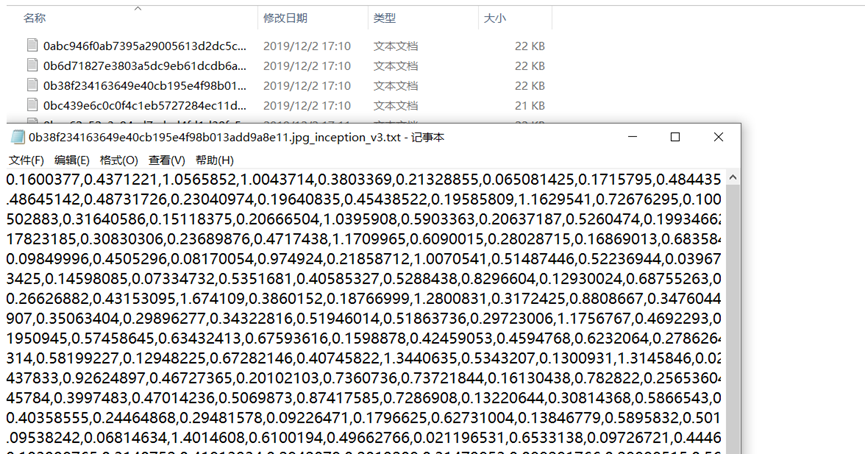 名称 修改日期 类型 大小
0abc946f0ab7395a29005613d2dc5c... 2019/12/2 17:10 文本文档 22 KB
0b6d71827e3803a5dc9eb61dcdb6a... 2019/12/2 17:10 文本文档 22 KB
0b38f234163649e40cb195e4f98b01... 2019/12/2 17:10 文本文档 22 KB
0bc439e6c0c0f4c1eb5727284ec11d... 2019/12/2 17:10 文本文档 21 KB
0b38f234163649e40cb195e4f98b013add9a8e11.jpg_inception_v3.txt - 记事本
文件(F) 编辑(E) 格式(O) 查看(V) 帮助(H)
0.1600377,0.4371221,1.0565852,1.0043714,0.3803369,0.21328855,0.065081425,0.1715795,0.484435
.48645142,0.48731726,0.23040974,0.19640835,0.45438522,0.19585809,1.1629541,0.72676295,0.100
502883,0.31640586,0.15118375,0.20666504,1.0395908,0.5903363,0.20637187,0.5260474,0.19934662
17823185,0.30830306,0.23689876,0.4717438,1.1709965,0.6090015,0.28028715,0.16869013,0.683584
0.09849996,0.4505296,0.08170054,0.974924,0.21858712,1.0070541,0.51487446,0.52236944,0.03967
3425,0.14598085,0.07334732,0.5351681,0.40585327,0.5288438,0.8296604,0.12930024,0.68755263,0
0.26626882,0.43153095,1.674109,0.3860152,0.18766999,1.2800831,0.3172425,0.8808667,0.3476044
907,0.35063404,0.29896277,0.34322816,0.51946014,0.51863736,0.29723006,1.1756767,0.4692293,0
1950945,0.57458645,0.63432413,0.67593616,0.1598878,0.42459053,0.4594768,0.6232064,0.278626
314,0.58199227,0.12948225,0.67282146,0.40745822,1.3440635,0.5343207,0.1300931,1.3145846,0.02
437833,0.92624897,0.46727365,0.20102103,0.7360736,0.73721844,0.16130438,0.782822,0.2565360
45784,0.3997483,0.47014236,0.5069873,0.87417585,0.7286908,0.13220644,0.30814368,0.5866543,0
0.40358555,0.24464868,0.29481578,0.09226471,0.1796625,0.62731004,0.13846779,0.5895832,0.501
.09538242,0.06814634,1.4014608,0.6100194,0.49662766,0.021196531,0.6533138,0.09726721,0.4446